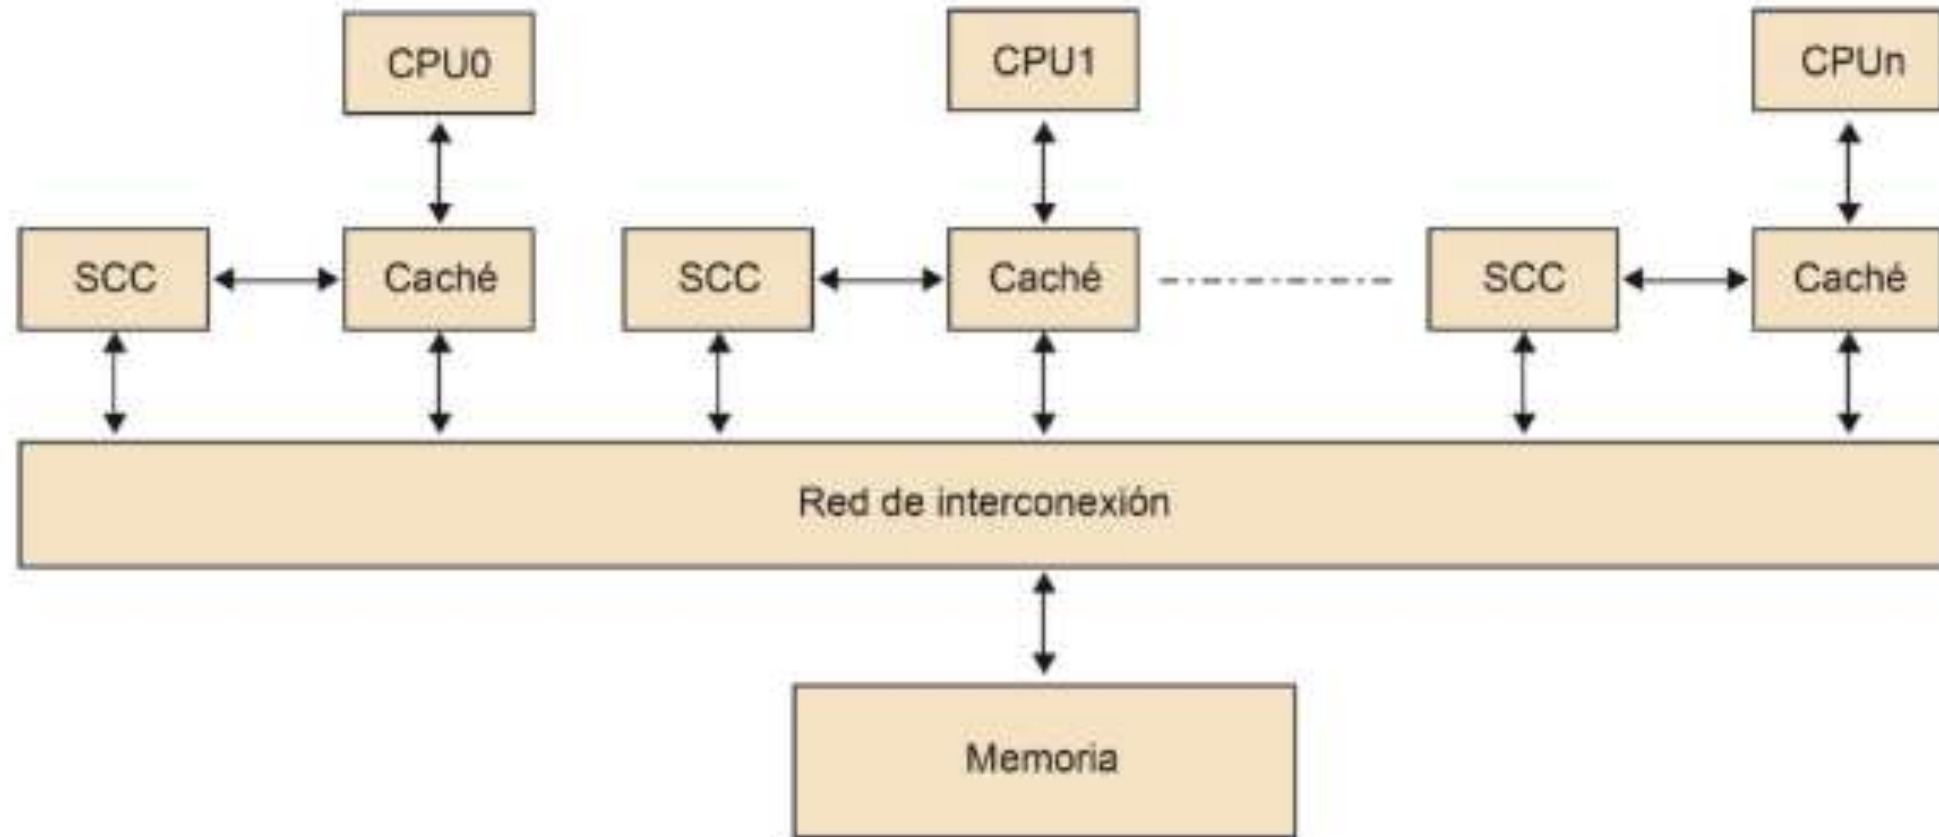 CPU0
CPU1
CPUn
SCC
Caché
SCC
Caché
SCC
Caché
Red de interconexión
Memoria